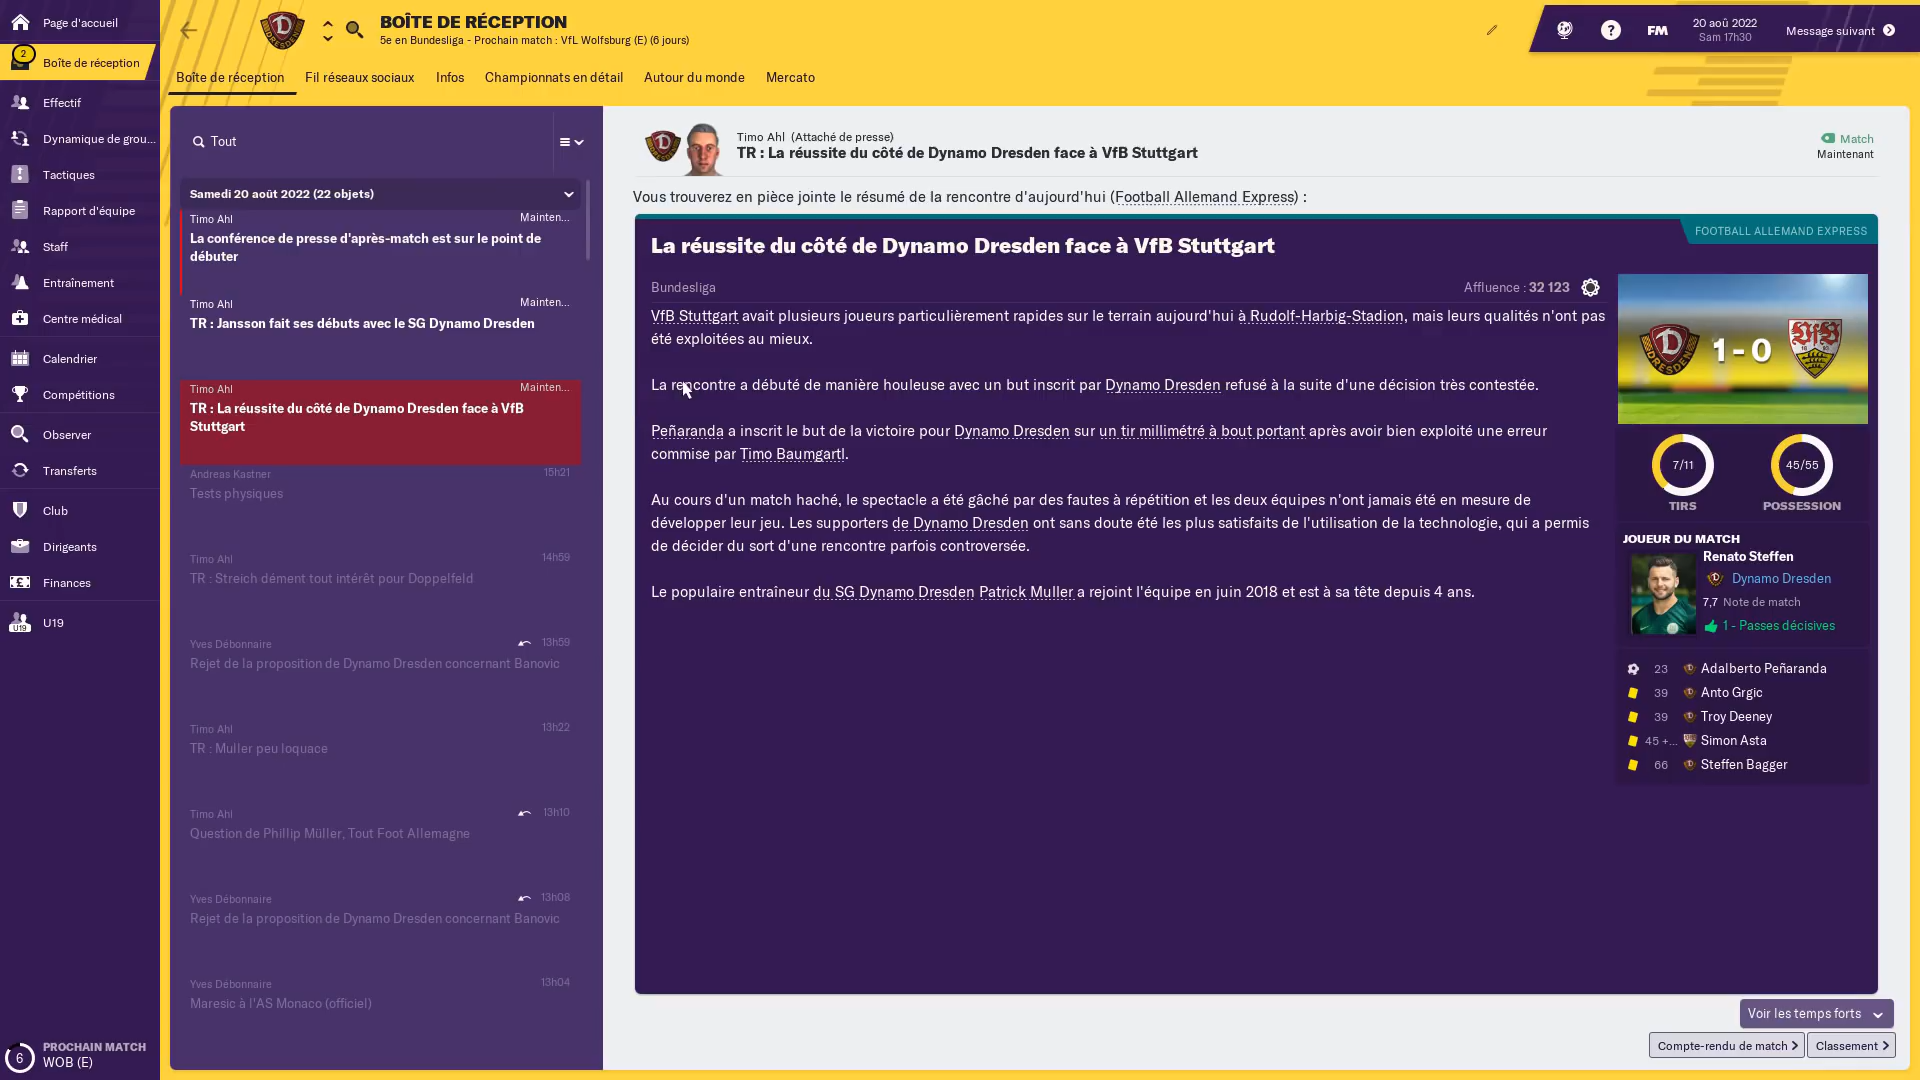 Page d'accueil
2
Boîte de réception
Effectif
Dynamique de grou...
Tactiques
Rapport d'équipe
Staff
Entraînement
Centre médical
Calendrier
Compétitions
Observer
Transferts
Club
Dirigeants
Finances
U19
U19
6
PROCHAIN MATCH
WOB (E)
BOÎTE DE RÉCEPTION
5e en Bundesliga - Prochain match : VfL Wolfsburg (E) (6 jours)
FM
20 aoû 2022
Sam 17h30
Message suivant
Boîte de réception
Fil réseaux sociaux
Infos
Championnats en détail
Autour du monde
Mercato
Tout
Samedi 20 août 2022 (22 objets)
Timo Ahl
Mainten...
La conférence de presse d'après-match est sur le point de
débuter
Timo Ahl
Mainten...
TR : Jansson fait ses débuts avec le SG Dynamo Dresden
Timo Ahl
Mainten...
TR : La réussite du côté de Dynamo Dresden face à VfB
Stuttgart
Andreas Kastner
15h21
Tests physiques
Timo Ahl
14h59
TR : Streich dément tout intérêt pour Doppelfeld
Yves Débonnaire
13h59
Rejet de la proposition de Dynamo Dresden concernant Banovic
Timo Ahl
13h22
TR : Muller peu loquace
Timo Ahl
13h10
Question de Phillip Müller, Tout Foot Allemagne
Yves Débonnaire
13h08
Rejet de la proposition de Dynamo Dresden concernant Banovic
Yves Débonnaire
13h04
Maresic à l'AS Monaco (officiel)
Timo Ahl (Attaché de presse)
TR : La réussite du côté de Dynamo Dresden face à VfB Stuttgart
Match
Maintenant
Vous trouverez en pièce jointe le résumé de la rencontre d'aujourd'hui (Football Allemand Express) :
FOOTBALL ALLEMAND EXPRESS
La réussite du côté de Dynamo Dresden face à VfB Stuttgart
Bundesliga
Affluence : 32 123
VfB Stuttgart avait plusieurs joueurs particulièrement rapides sur le terrain aujourd'hui à Rudolf-Harbig-Stadion, mais leurs qualités n'ont pas
été exploitées au mieux.
La rencontre a débuté de manière houleuse avec un but inscrit par Dynamo Dresden refusé à la suite d'une décision très contestée.
Peñaranda a inscrit le but de la victoire pour Dynamo Dresden sur un tir millimétré à bout portant après avoir bien exploité une erreur
commise par Timo Baumgartl.
Au cours d'un match haché, le spectacle a été gâché par des fautes à répétition et les deux équipes n'ont jamais été en mesure de
développer leur jeu. Les supporters de Dynamo Dresden ont sans doute été les plus satisfaits de l'utilisation de la technologie, qui a permis
de décider du sort d'une rencontre parfois controversée.
Le populaire entraîneur du SG Dynamo Dresden Patrick Muller a rejoint l'équipe en juin 2018 et est à sa tête depuis 4 ans.
DRESDEN
1 - 0
VfB
7/11
TIRS
45/55
POSSESSION
JOUEUR DU MATCH
Renato Steffen
Dynamo Dresden
7,7 Note de match
1 - Passes décisives
23 Adalberto Peñaranda
39 Anto Grgic
39 Troy Deeney
45 +... Simon Asta
66 Steffen Bagger
Voir les temps forts
Compte-rendu de match
Classement